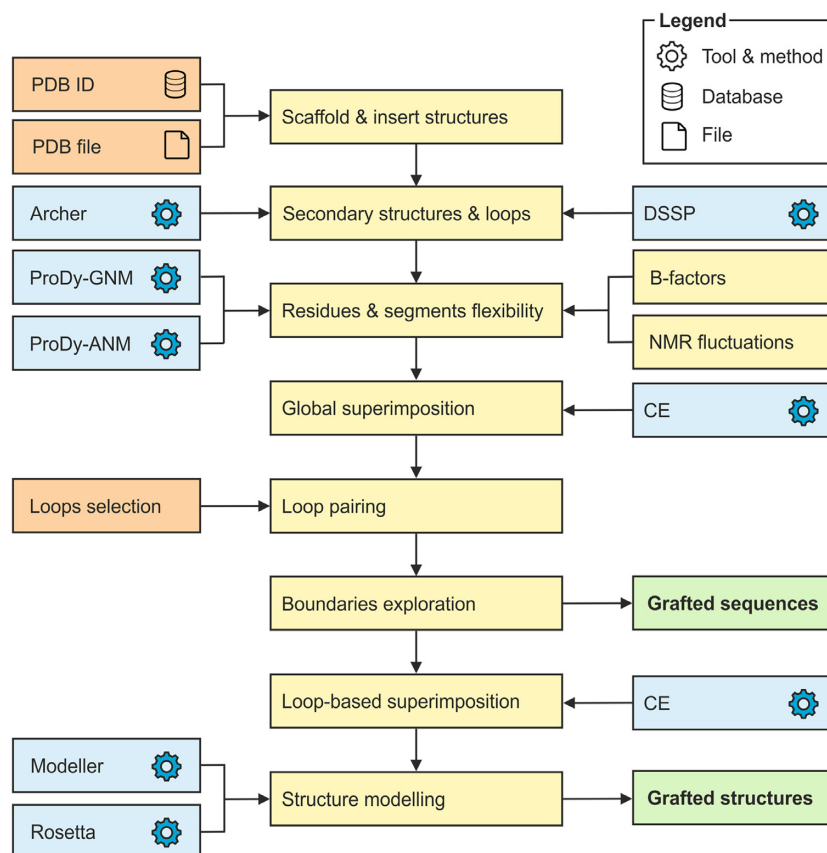 Legend
Tool & method
Database
File
PDB ID
PDB file
Scaffold & insert structures
Archer
Secondary structures & loops
DSSP
ProDy-GNM
ProDy-ANM
Residues & segments flexibility
B-factors
NMR fluctuations
Global superimposition
CE
Loops selection
Loop pairing
Boundaries exploration
Grafted sequences
Loop-based superimposition
CE
Modeller
Rosetta
Structure modelling
Grafted structures